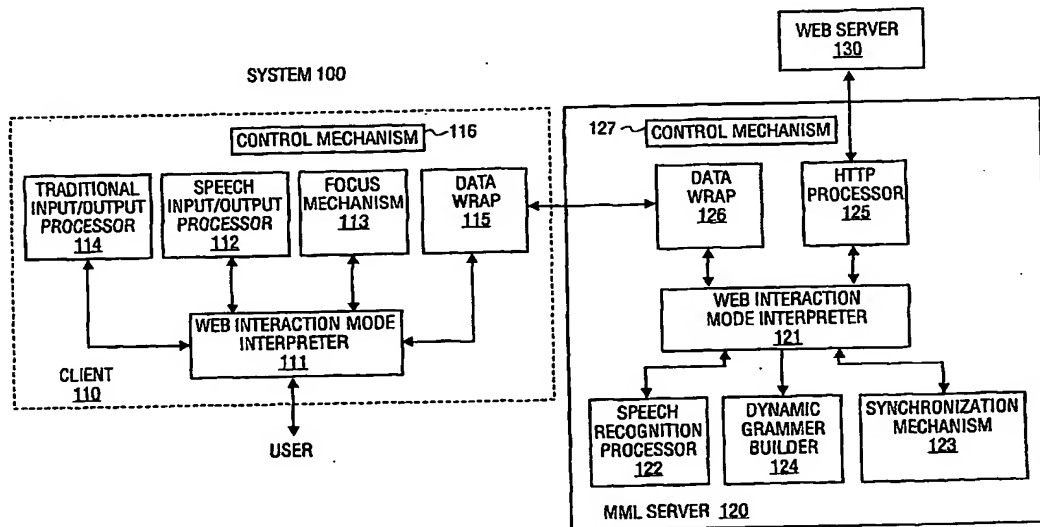 WEB SERVER
130
SYSTEM 100
CONTROL MECHANISM
116
TRADITIONAL
INPUT/OUTPUT
PROCESSOR
114
SPEECH
INPUT/OUTPUT
PROCESSOR
112
FOCUS
MECHANISM
113
DATA
WRAP
115
WEB INTERACTION MODE
INTERPRETER
111
CLIENT
110
USER
127
CONTROL MECHANISM
DATA
WRAP
126
HTTP
PROCESSOR
125
WEB INTERACTION
MODE INTERPRETER
121
SPEECH
RECOGNITION
PROCESSOR
122
DYNAMIC
GRAMMER
BUILDER
124
SYNCHRONIZATION
MECHANISM
123
MML SERVER 120